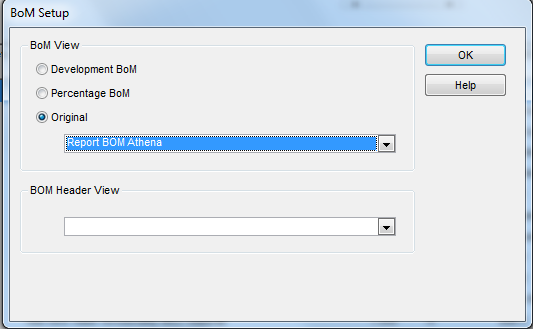 BoM Setup
BoM View
Development BoM
Percentage BoM
Original
Report BOM Athena
BOM Header View
OK
Help